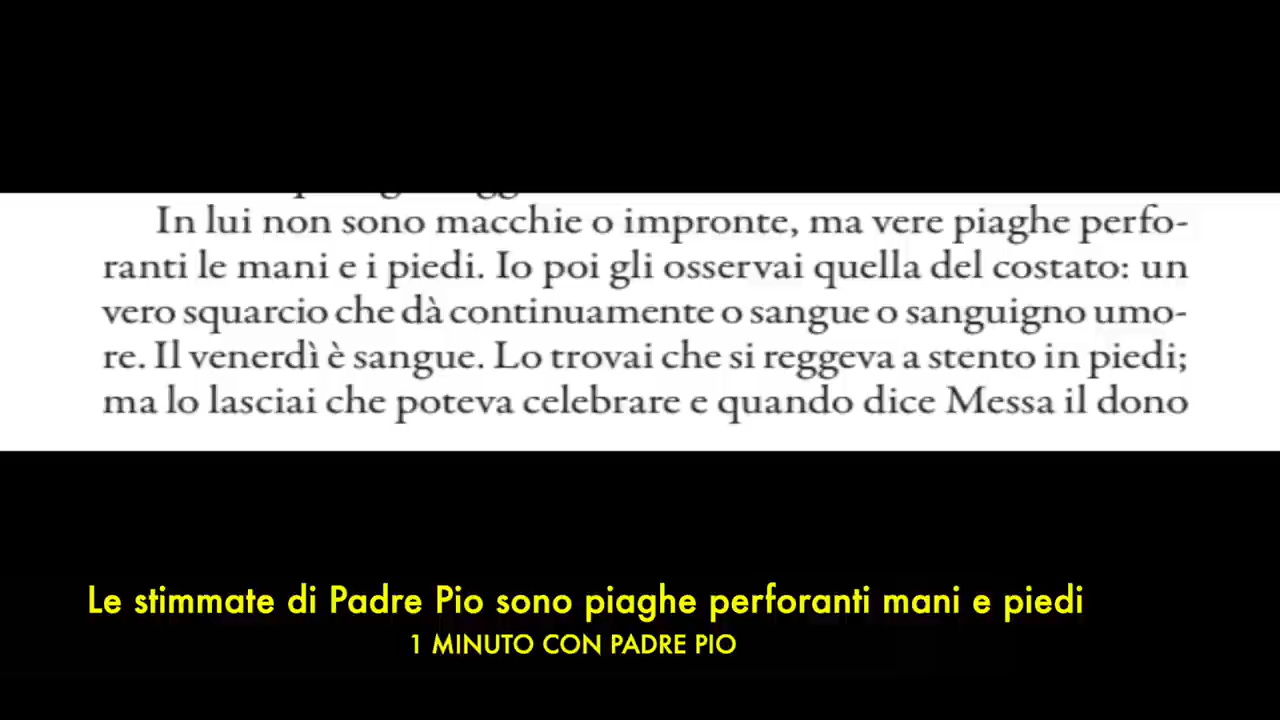 In lui non sono macchie o impronte, ma vere piaghe perfo-
ranti le mani e i piedi. Io poi gli osservai quella del costato: un
vero squarcio che dà continuamente o sangue o sanguigno umo-
re. Il venerdì è sangue. Lo trovai che si reggeva a stento in piedi;
ma lo lasciai che poteva celebrare e quando dice Messa il dono
Le stimmate di Padre Pio sono piaghe perforanti mani e piedi
1 MINUTO CON PADRE PIO